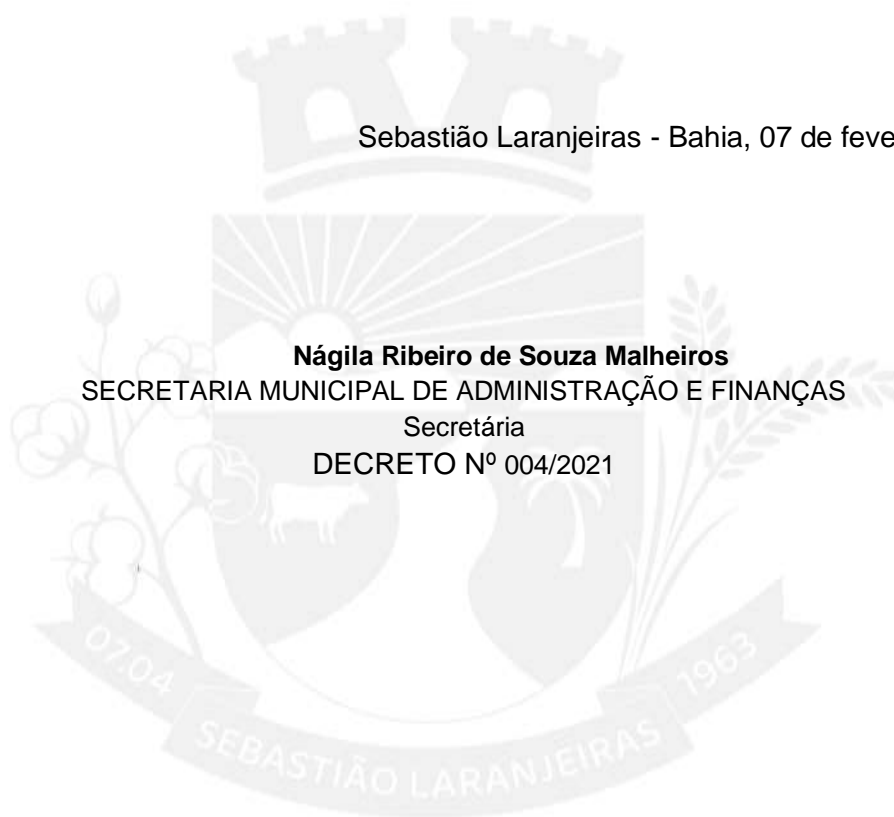 Sebastião Laranjeiras - Bahia, 07 de feve
Nágila Ribeiro de Souza Malheiros
SECRETARIA MUNICIPAL DE ADMINISTRAÇÃO E FINANÇAS
Secretária
DECRETO Nº 004/2021
07.04
SEBASTIÃO LARANJEIRAS
1963